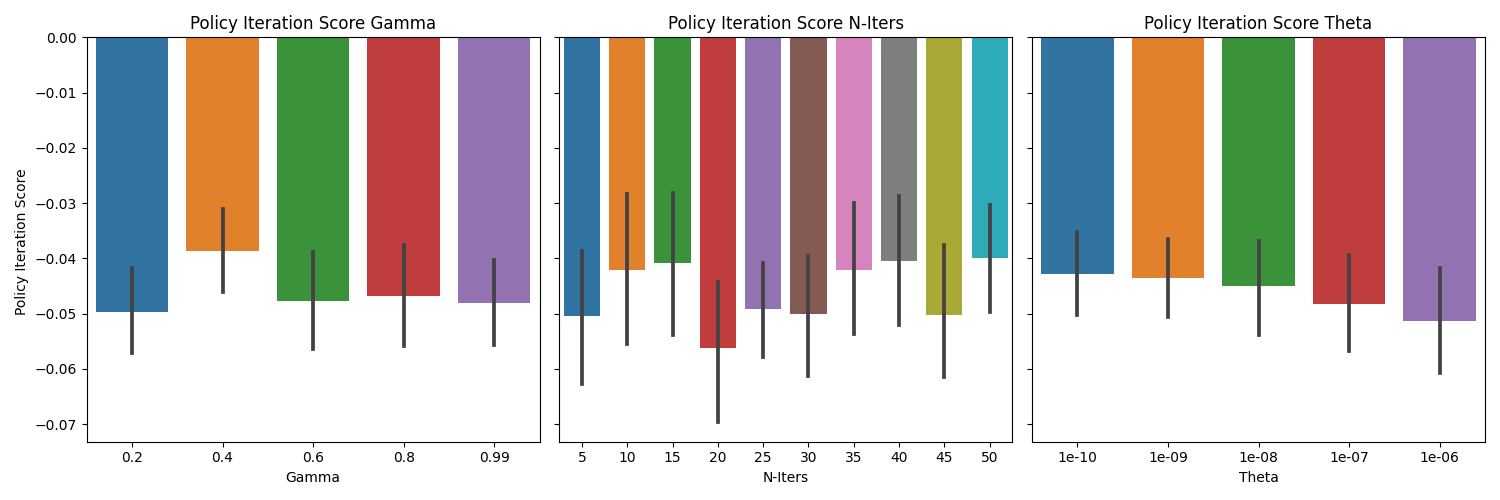 Policy Iteration Score Gamma
Policy Iteration Score
0.00
−0.01
−0.02
−0.03
−0.04
−0.05
−0.06
−0.07
0.2 0.4 0.6 0.8 0.99
Gamma
Policy Iteration Score N-Iters
5 10 15 20 25 30 35 40 45 50
N-Iters
Policy Iteration Score Theta
1e-10 1e-09 1e-08 1e-07 1e-06
Theta